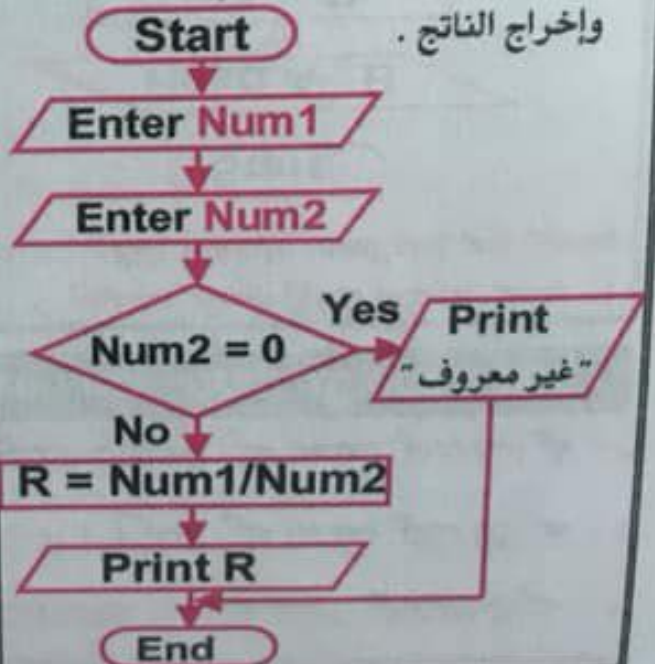 وإخراج الناتج .
Start
Enter Num1
Enter Num2
Num2 = 0
Yes
Print
"غير معروف"
No
R = Num1/Num2
Print R
End